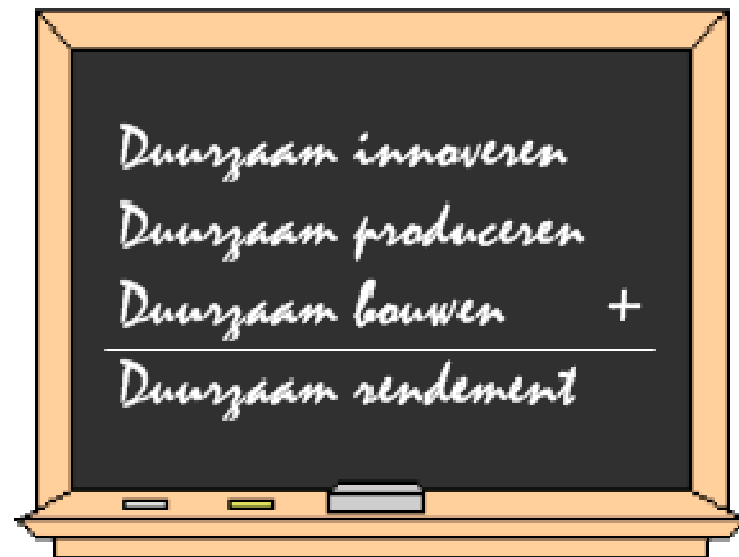 Duurzaam innoveren
Duurzaam produceren
Duurzaam bouwen +
Duurzaam rendement